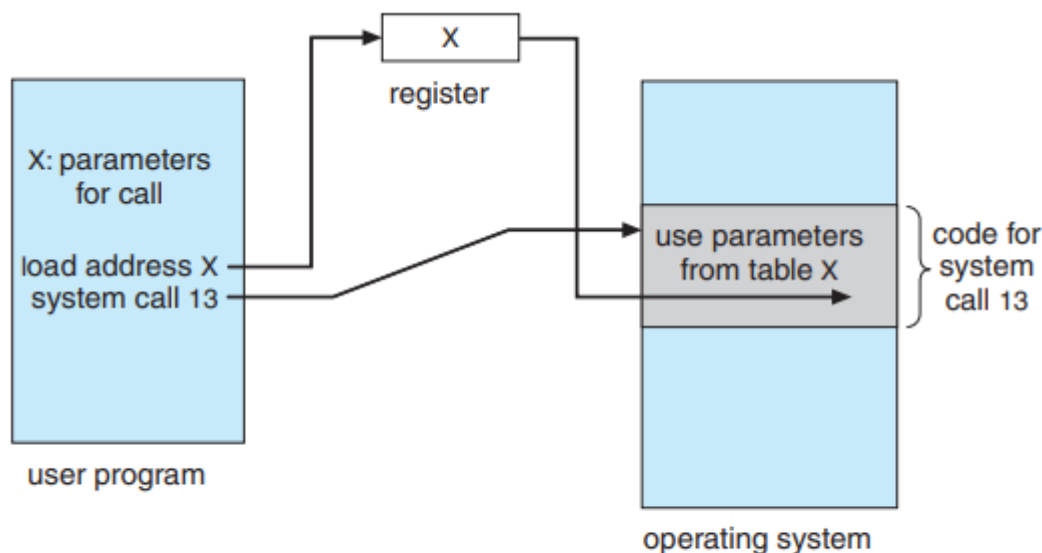 X
register
X: parameters
for call
load address X
system call 13
use parameters
from table X
code for
system
call 13
user program
operating system